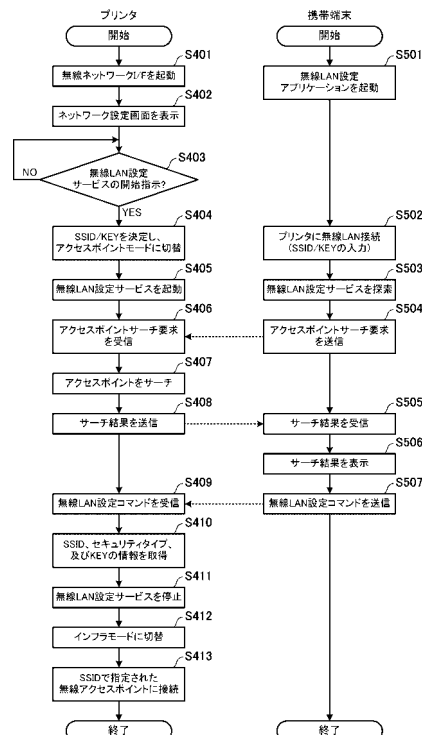 プリンタ
開始
S401
無線ネットワークI/Fを起動
S402
ネットワーク設定画面を表示
S403
無線LAN設定
サービスの開始指示?
NO
YES
S404
SSID/KEYを決定し、
アクセスポイントモードに切替
S405
無線LAN設定サービスを起動
S406
アクセスポイントサーチ要求
を受信
S407
アクセスポイントをサーチ
S408
サーチ結果を送信
S409
無線LAN設定コマンドを受信
S410
SSID、セキュリティタイプ、
及びKEYの情報を取得
S411
無線LAN設定サービスを停止
S412
インフラモードに切替
S413
SSIDで指定された
無線アクセスポイントに接続
終了
携帯端末
開始
S501
無線LAN設定
アプリケーションを起動
S502
プリンタに無線LAN接続
(SSID/KEYの入力)
S503
無線LAN設定サービスを探索
S504
アクセスポイントサーチ要求
を送信
S505
サーチ結果を受信
S506
サーチ結果を表示
S507
無線LAN設定コマンドを送信
終了